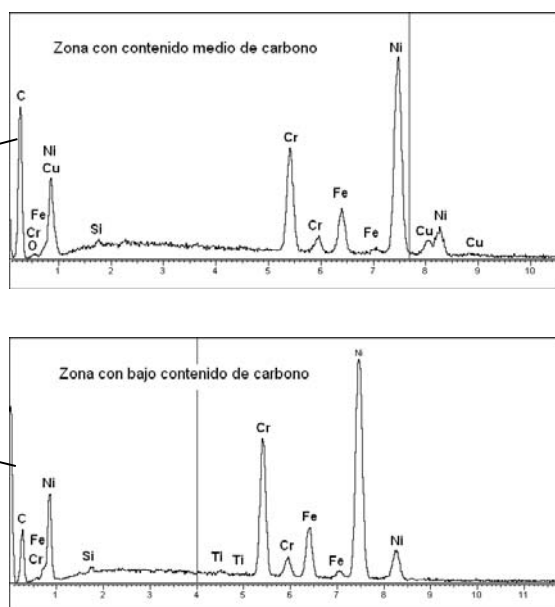 Zona con contenido medio de carbono
C
Ni
Cu
Fe
Cr
O
Si
Cr
Cr
Fe
Fe
Ni
Cu
Ni
Cu
1 2 3 4 5 6 7 8 9 10
Zona con bajo contenido de carbono
C
Fe
Cr
Ni
Si
Ti
Ti
Cr
Cr
Fe
Fe
Ni
Ni
1 2 3 4 5 6 7 8 9 10 11